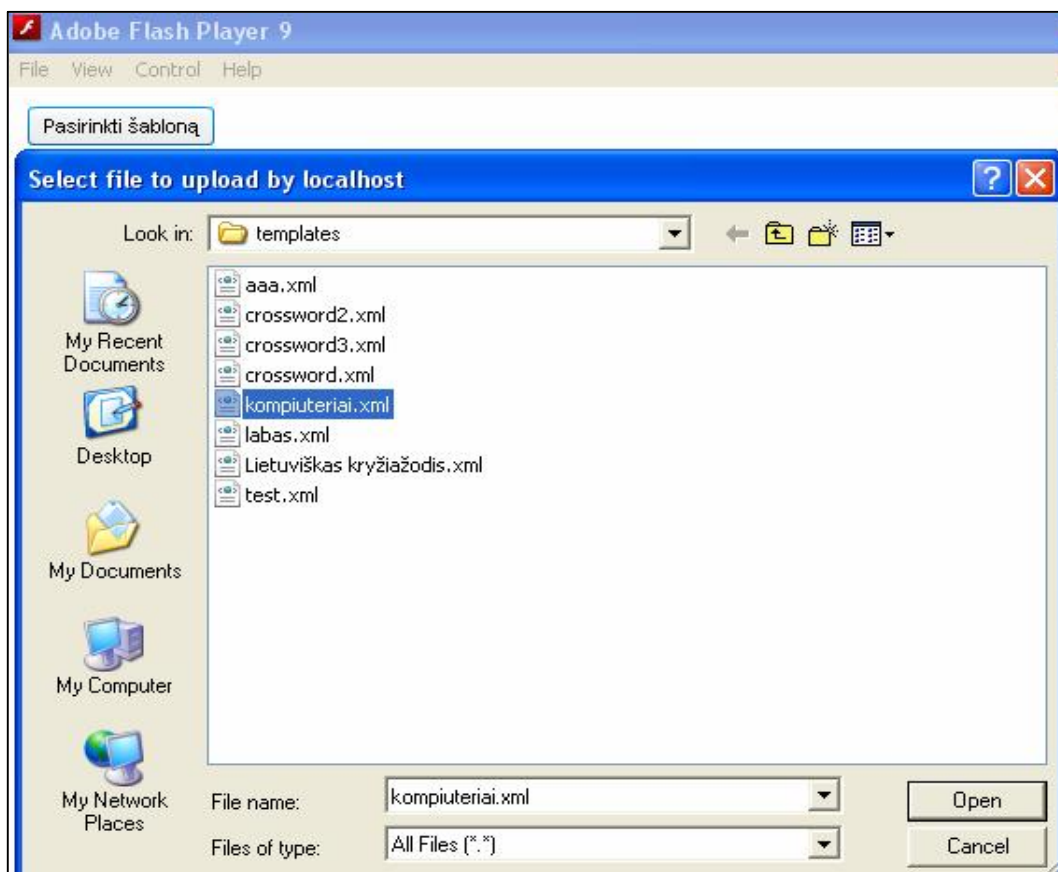 Adobe Flash Player 9
File View Control Help
Pasirinkti šabloną
Select file to upload by localhost
Look in: templates
My Recent
Documents
Desktop
My Documents
My Computer
My Network
Places
aaa.xml
crossword2.xml
crossword3.xml
crossword.xml
kompiuteriai.xml
labas.xml
Lietuviškas kryžiažodis.xml
test.xml
File name: kompiuteriai.xml Open
Files of type: All Files (*.*) Cancel